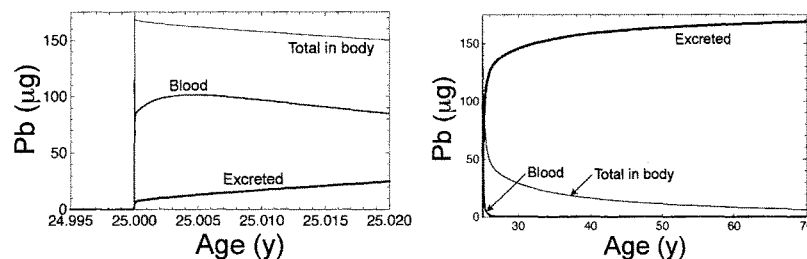 Pb (µg)
150
100
50
0
Total in body
Blood
Excreted
24.995 25.000 25.005 25.010 25.015 25.020
Age (y)
Pb (µg)
150
100
50
0
Excreted
Blood
Total in body
30 40 50 60 70
Age (y)